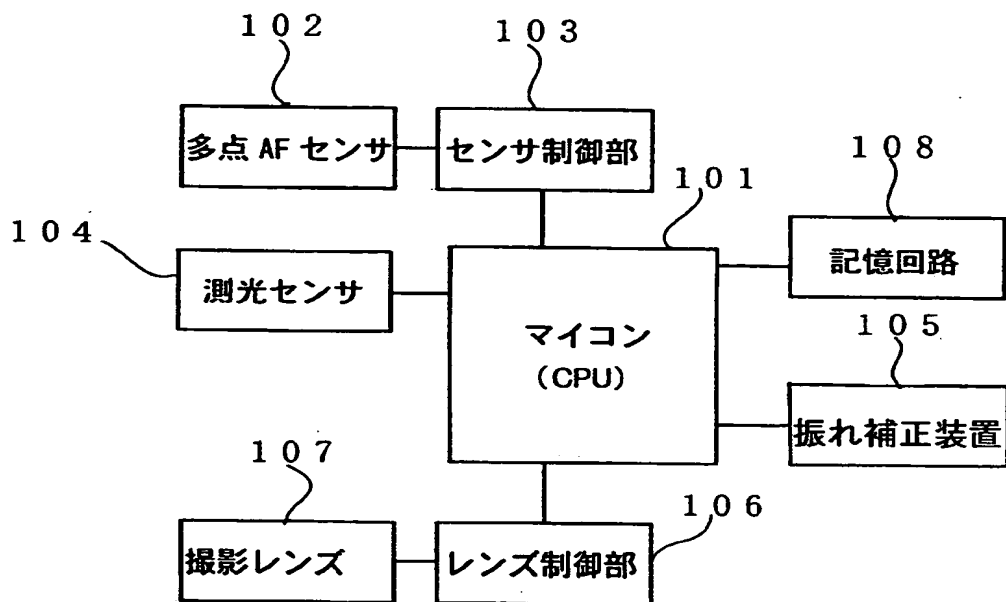 １０２
１０３
多点 AF センサ
センサ制御部
１０１
１０８
１０４
測光センサ
記憶回路
マイコン
（CPU）
１０５
振れ補正装置
１０７
１０６
撮影レンズ
レンズ制御部